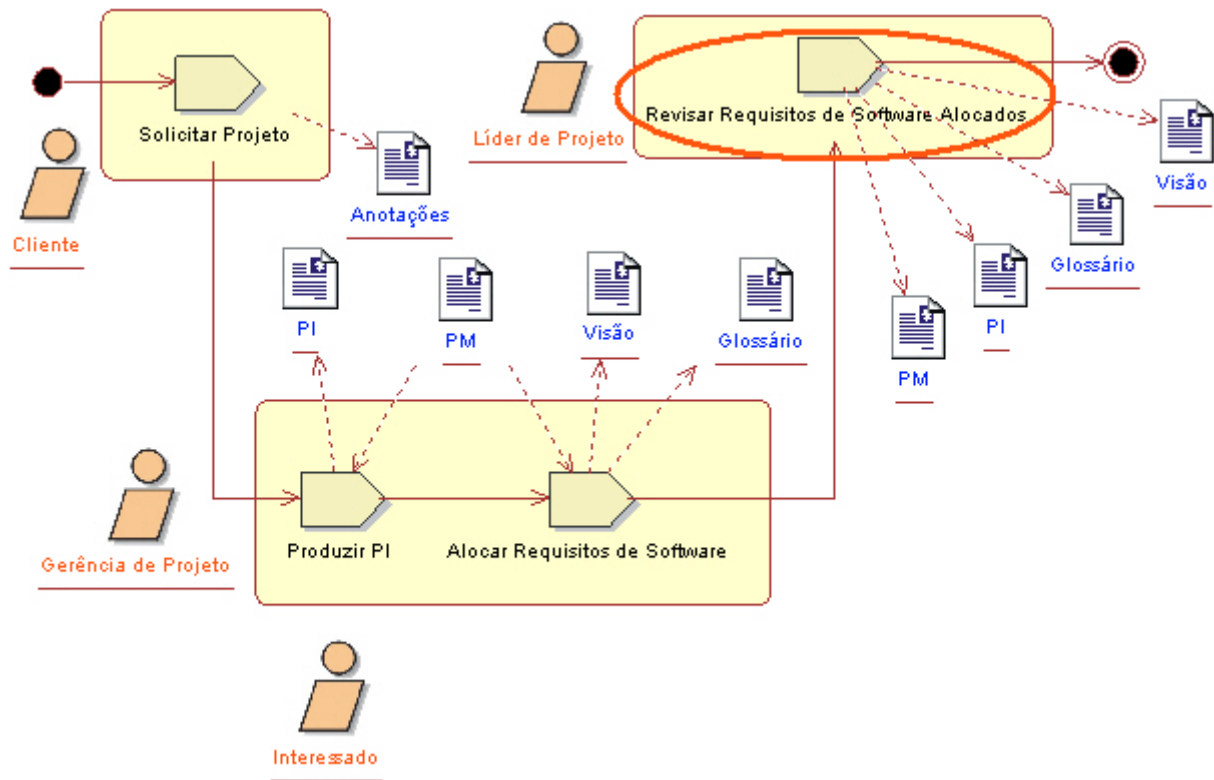 Solicitar Projeto
Cliente
Anotações
Líder de Projeto
Revisar Requisitos de Software Alocados
Visão
Glossário
PI
PM
PI
PM
Visão
Glossário
Gerência de Projeto
Produzir PI
Alocar Requisitos de Software
Interessado